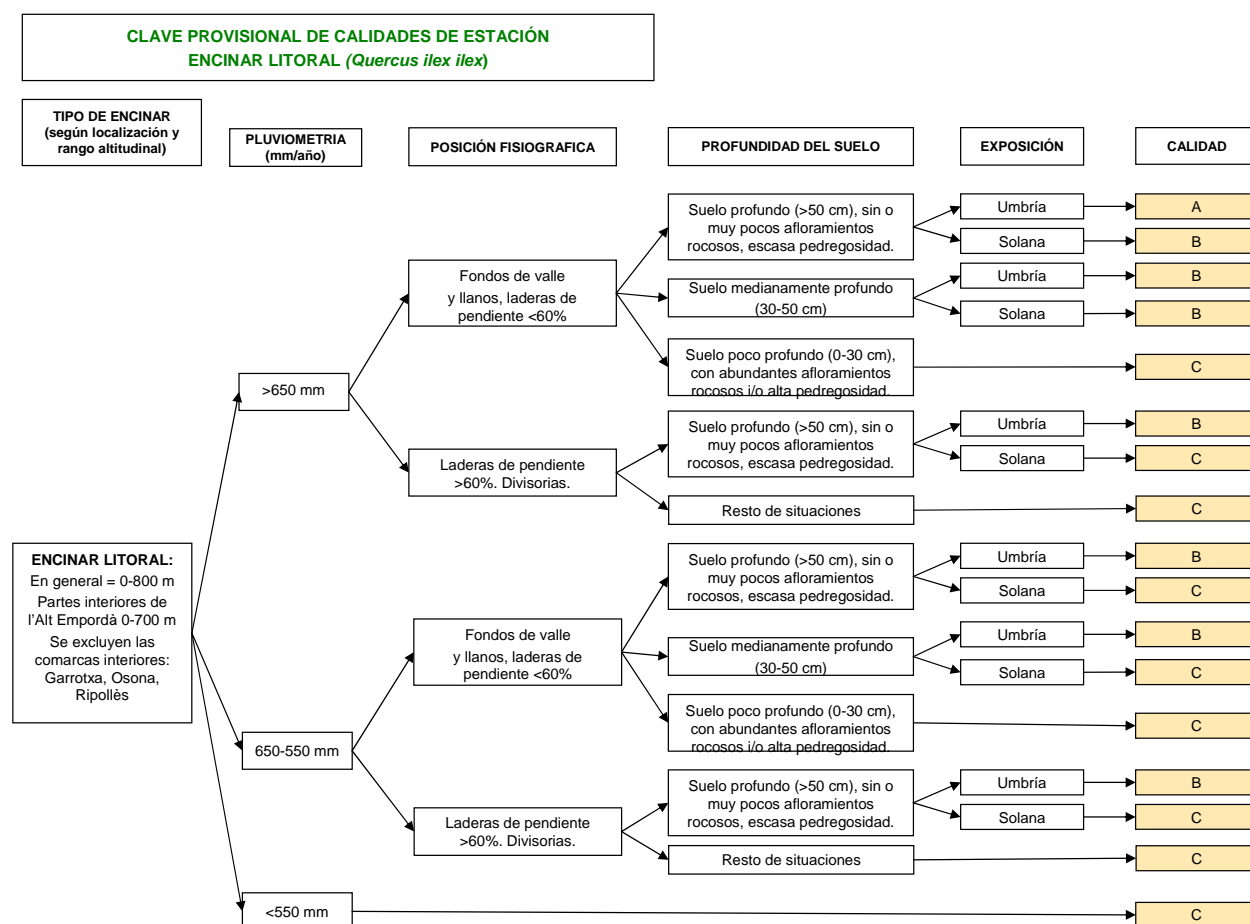 CLAVE PROVISIONAL DE CALIDADES DE ESTACIÓN
ENCINAR LITORAL (Quercus ilex ilex)
TIPO DE ENCINAR
(según localización y
rango altitudinal)
PLUVIOMETRIA
(mm/año)
POSICIÓN FISIOGRAFICA
PROFUNDIDAD DEL SUELO
EXPOSICIÓN
CALIDAD
ENCINAR LITORAL:
En general = 0-800 m
Partes interiores de
l'Alt Empordà 0-700 m
Se excluyen las
comarcas interiores:
Garrotxa, Osona,
Ripollès
>650 mm
Fondos de valle
y llanos, laderas de
pendiente <60%
Suelo profundo (>50 cm), sin o
muy pocos afloramientos
rocosos, escasa pedregosidad.
Umbría
A
Solana
B
Suelo medianamente profundo
(30-50 cm)
Umbría
B
Solana
B
Suelo poco profundo (0-30 cm),
con abundantes afloramientos
rocosos i/o alta pedregosidad.
C
Laderas de pendiente
>60%. Divisorias.
Suelo profundo (>50 cm), sin o
muy pocos afloramientos
rocosos, escasa pedregosidad.
Umbría
B
Solana
C
Resto de situaciones
C
650-550 mm
Fondos de valle
y llanos, laderas de
pendiente <60%
Suelo profundo (>50 cm), sin o
muy pocos afloramientos
rocosos, escasa pedregosidad.
Umbría
B
Solana
C
Suelo medianamente profundo
(30-50 cm)
Umbría
B
Solana
C
Suelo poco profundo (0-30 cm),
con abundantes afloramientos
rocosos i/o alta pedregosidad.
C
Laderas de pendiente
>60%. Divisorias.
Suelo profundo (>50 cm), sin o
muy pocos afloramientos
rocosos, escasa pedregosidad.
Umbría
B
Solana
C
Resto de situaciones
C
<550 mm
C